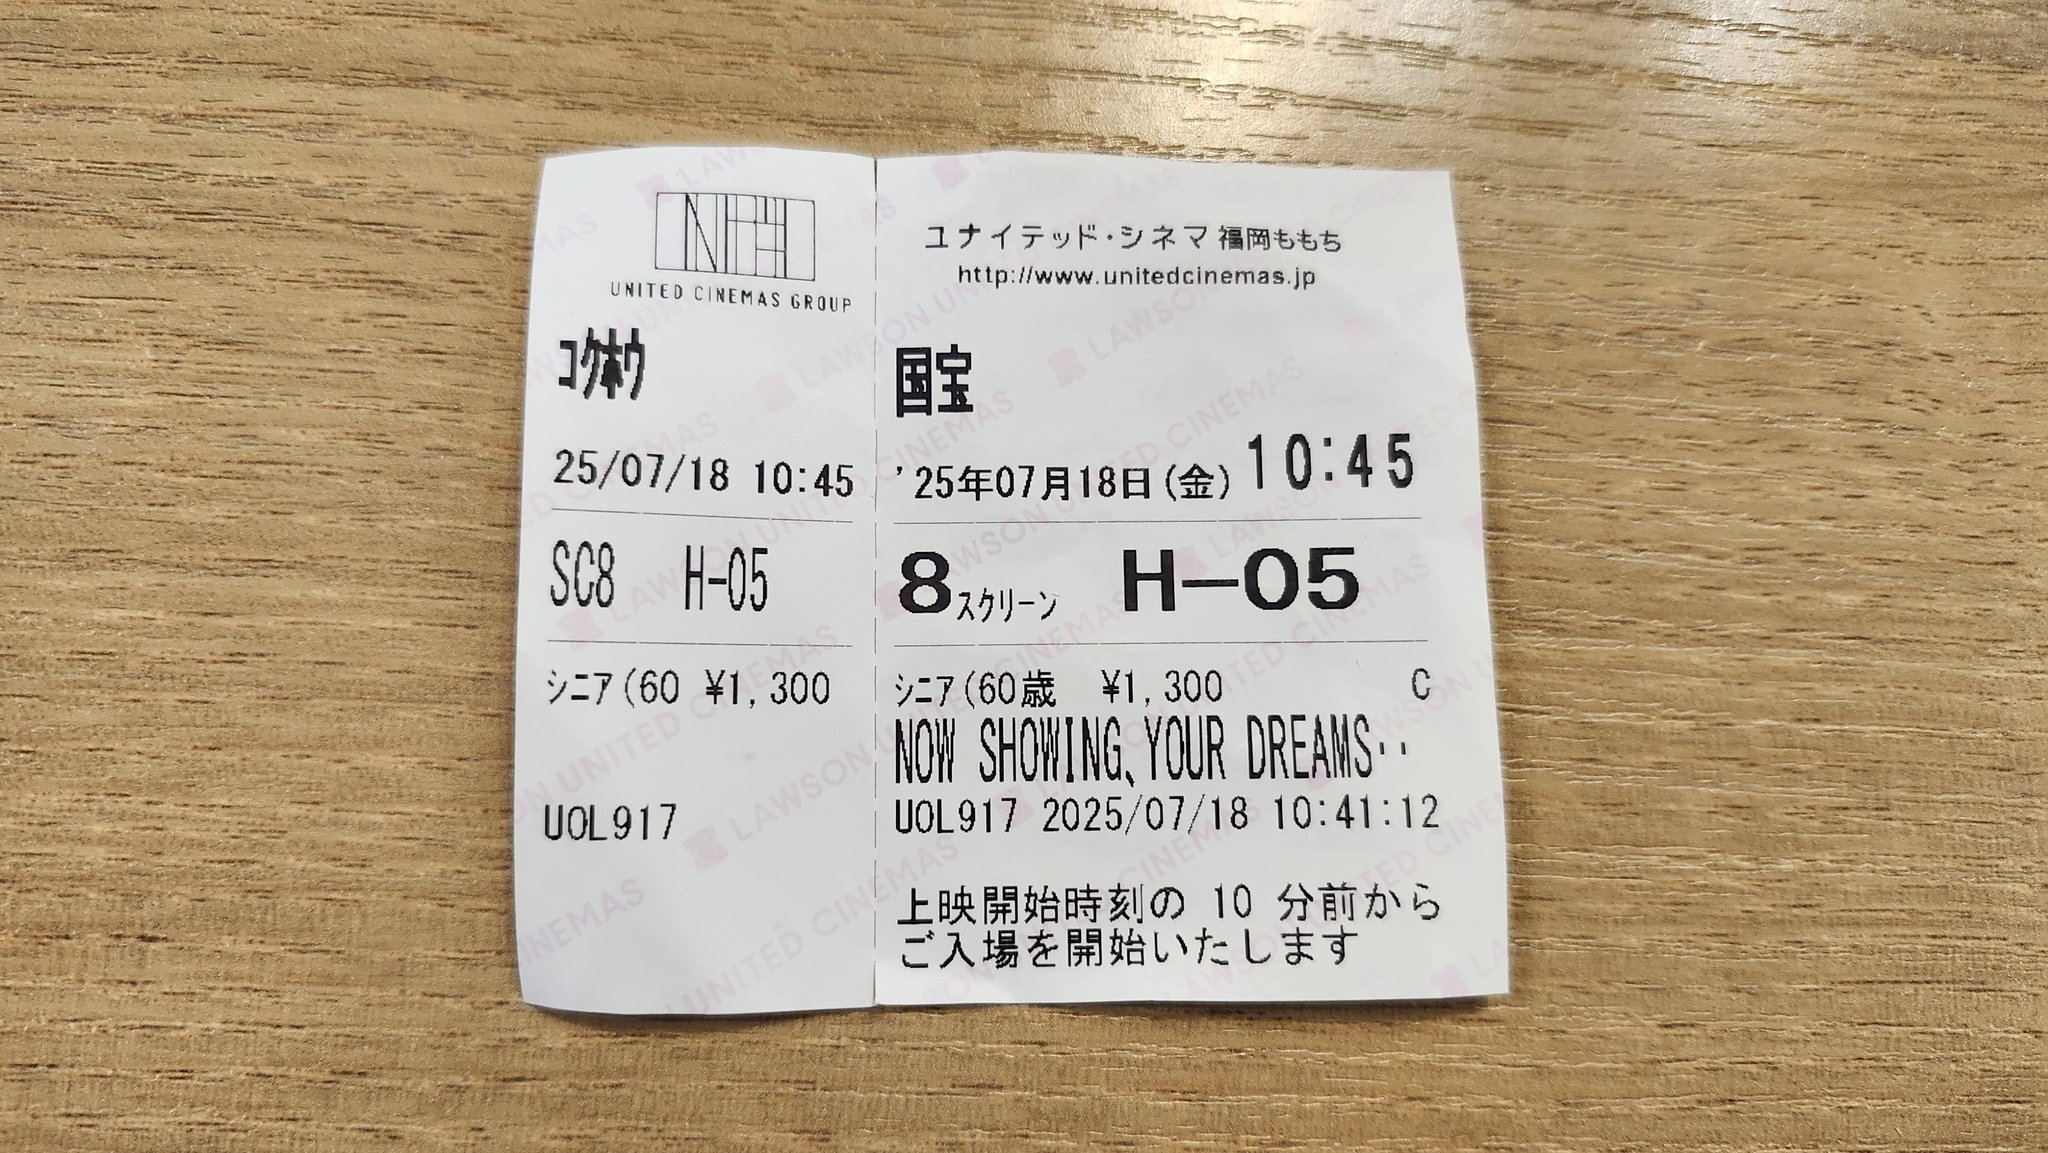 UNITED CINEMAS GROUP
コクホウ
25/07/18 10:45
SC8 H-05
シニア(60 ¥1,300
UOL917
ユナイテッド・シネマ 福岡ももち
http://www.unitedcinemas.jp
国宝
'25年07月18日(金) 10:45
8スクリーン H-05
シニア(60歳 ¥1,300 C
NOW SHOWING、YOUR DREAMS‥
UOL917 2025/07/18 10:41:12
上映開始時刻の 10 分前から
ご入場を開始いたします
LAWSON UNITED CINEMAS